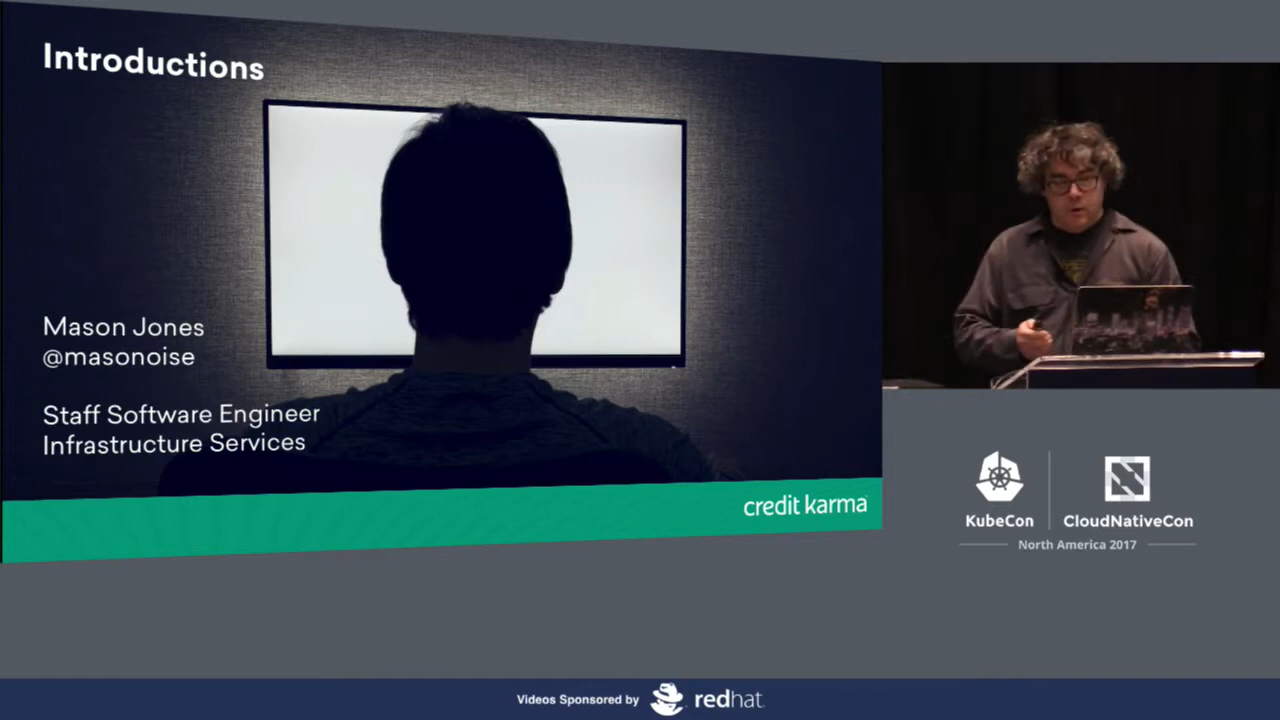 Introductions
Mason Jones
@masonoise
Staff Software Engineer
Infrastructure Services
credit karma
KubeCon
CloudNativeCon
North America 2017
Videos Sponsored by
redhat